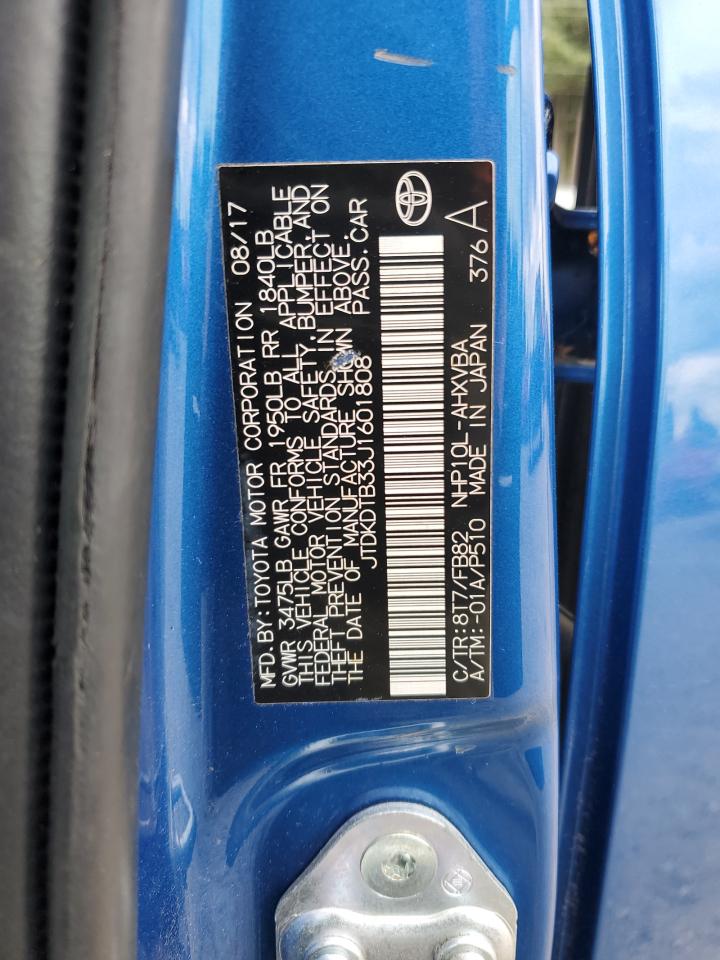 MFD. BY: TOYOTA MOTOR CORPORATION 08/17
GVWR 3475LB GAWR FR 1950LB RR 1840LB
THIS VEHICLE CONFORMS TO ALL APPLICABLE
FEDERAL MOTOR VEHICLE SAFETY, BUMPER, AND
THEFT PREVENTION STANDARDS IN EFFECT ON
THE DATE OF MANUFACTURE SHOWN ABOVE.
JTDKDTB33J1601808 PASS. CAR
C/TR: 8T7/FB82 NHP10L-AHXVBA 376
A/TM: -01A/P510 MADE IN JAPAN A